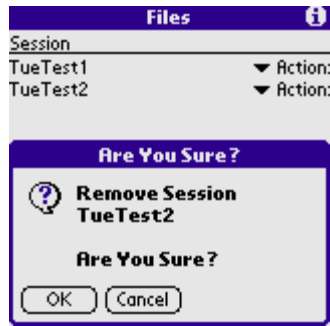 Files
Session
TueTest1 Action:
TueTest2 Action:
Are You Sure?
Remove Session
TueTest2
Are You Sure?
OK Cancel